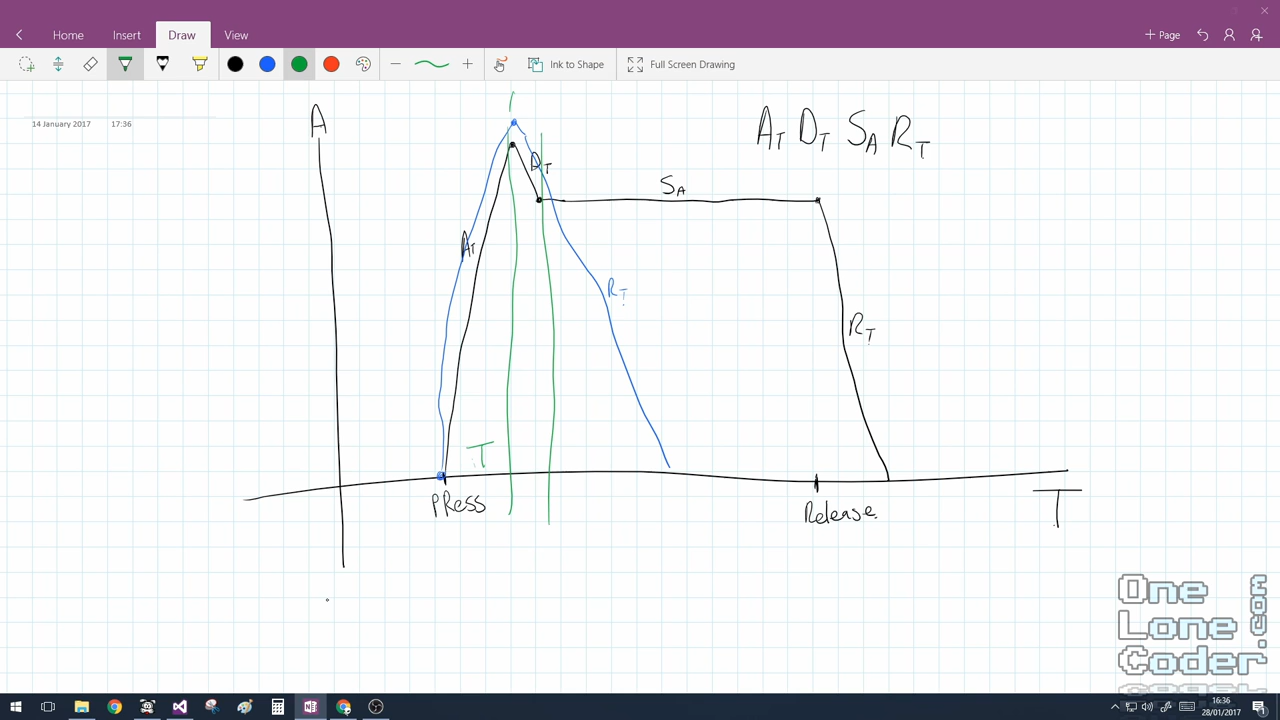 Home Insert Draw View
+ Page
Ink to Shape Full Screen Drawing
14 January 2017 17:36
A
AT DT SA RT
DT
SA
AT
RT
RT
T
PRess
Release
T
One
Lone
Coder
.com
16:36
28/01/2017